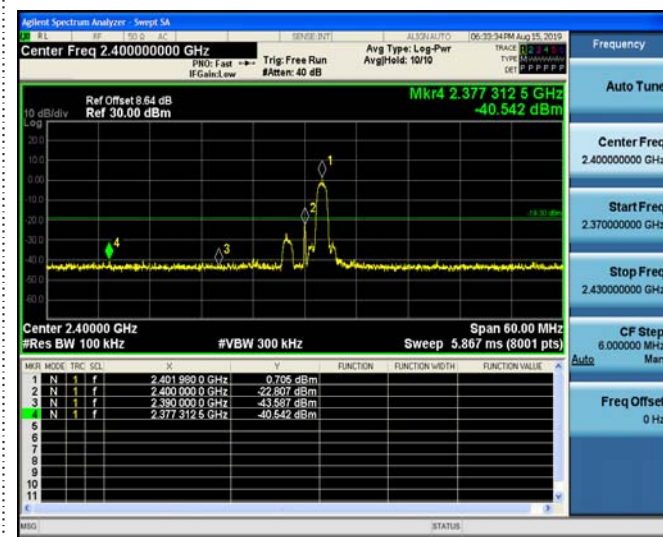 Agilent Spectrum Analyzer - Swept SA
RL RF 50 Ω AC SENSE:INT ALIGN AUTO 06:33:34 PM Aug 15, 2019
Center Freq 2.400000000 GHz
PNO: Fast
IFGain:Low
Trig: Free Run
#Atten: 40 dB
Avg Type: Log-Pwr
Avg|Hold: 10/10
TRACE 1 2 3 4 5 6
TYPE M
DET P P P P P P
Mkr4 2.377 312 5 GHz
-40.542 dBm
10 dB/div
Log
Ref Offset 8.64 dB
Ref 30.00 dBm
20.0
10.0
0.00
-10.0
-20.0
-30.0
-40.0
-50.0
-60.0
1
2
3
4
-19.30 dBm
Center 2.40000 GHz Span 60.00 MHz
#Res BW 100 kHz #VBW 300 kHz Sweep 5.867 ms (8001 pts)
MKR MODE TRC SCL X Y FUNCTION FUNCTION WIDTH FUNCTION VALUE
1 N 1 f 2.401 980 0 GHz 0.705 dBm
2 N 1 f 2.400 000 0 GHz -22.807 dBm
3 N 1 f 2.390 000 0 GHz -43.587 dBm
4 N 1 f 2.377 312 5 GHz -40.542 dBm
5
6
7
8
9
10
11
MSG STATUS
Frequency
Auto Tune
Center Freq
2.400000000 GHz
Start Freq
2.370000000 GHz
Stop Freq
2.430000000 GHz
CF Step
6.000000 MHz
Auto Man
Freq Offset
0 Hz